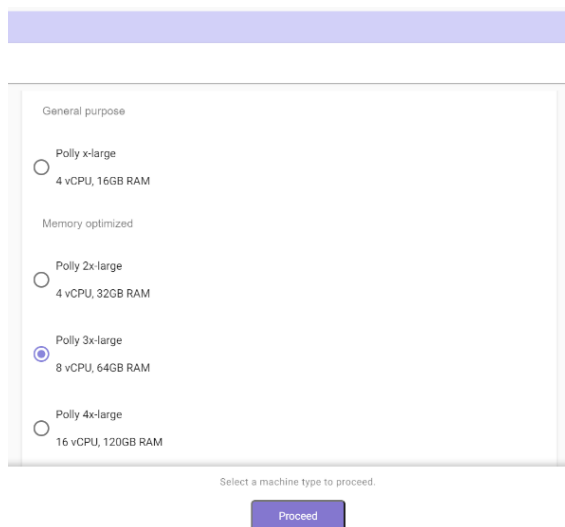 General purpose
Polly x-large
4 vCPU, 16GB RAM
Memory optimized
Polly 2x-large
4 vCPU, 32GB RAM
Polly 3x-large
8 vCPU, 64GB RAM
Polly 4x-large
16 vCPU, 120GB RAM
Select a machine type to proceed.
Proceed